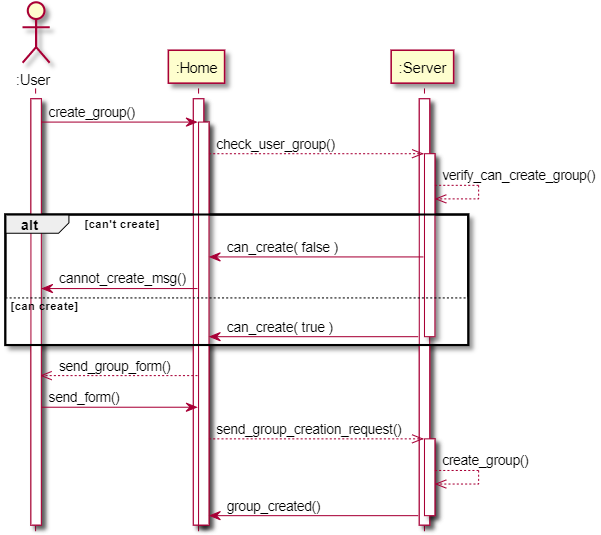 :User
:Home
:Server
create_group()
check_user_group()
verify_can_create_group()
alt
[can't create]
can_create( false )
cannot_create_msg()
[can create]
can_create( true )
send_group_form()
send_form()
send_group_creation_request()
create_group()
group_created()